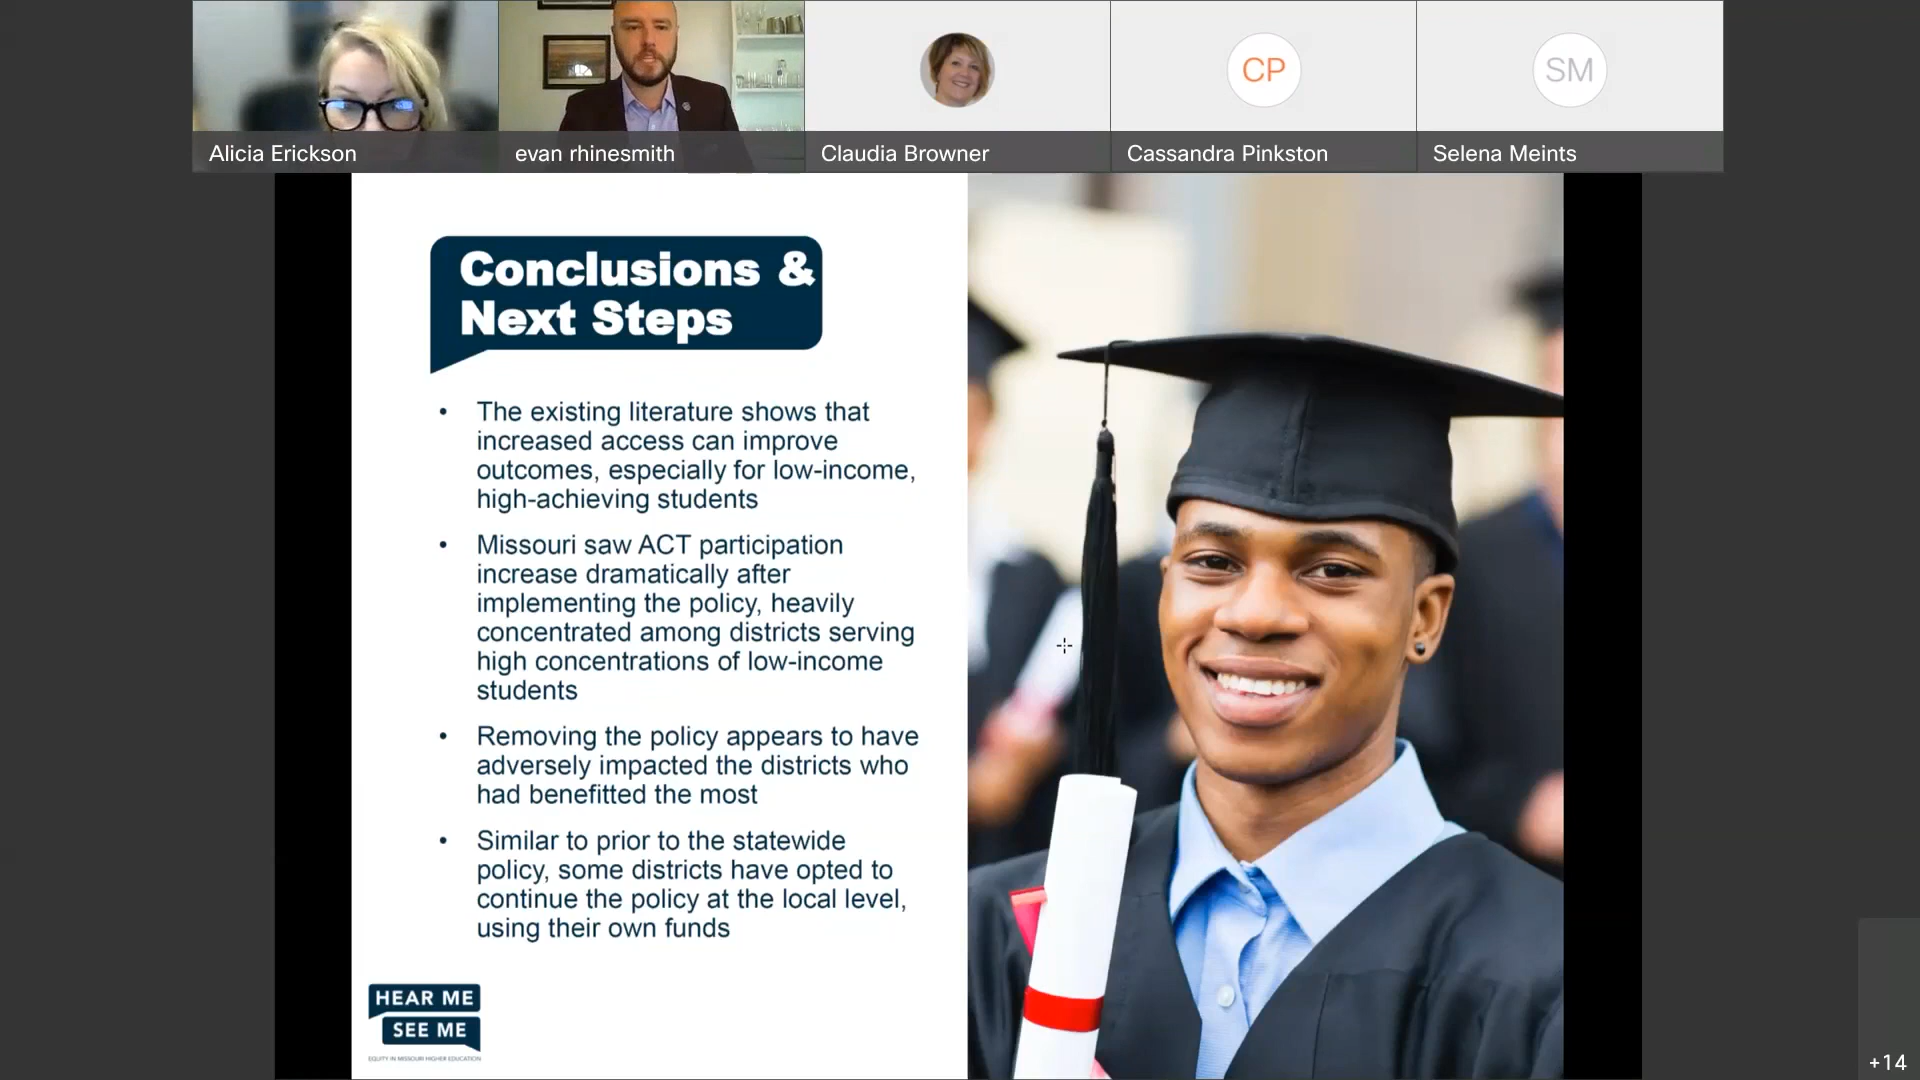 Alicia Erickson
evan rhinesmith
Claudia Browner
CP
Cassandra Pinkston
SM
Selena Meints
Conclusions &
Next Steps
• The existing literature shows that
increased access can improve
outcomes, especially for low-income,
high-achieving students
• Missouri saw ACT participation
increase dramatically after
implementing the policy, heavily
concentrated among districts serving
high concentrations of low-income
students
• Removing the policy appears to have
adversely impacted the districts who
had benefitted the most
• Similar to prior to the statewide
policy, some districts have opted to
continue the policy at the local level,
using their own funds
HEAR ME
SEE ME
EQUITY IN MISSOURI HIGHER EDUCATION
+14